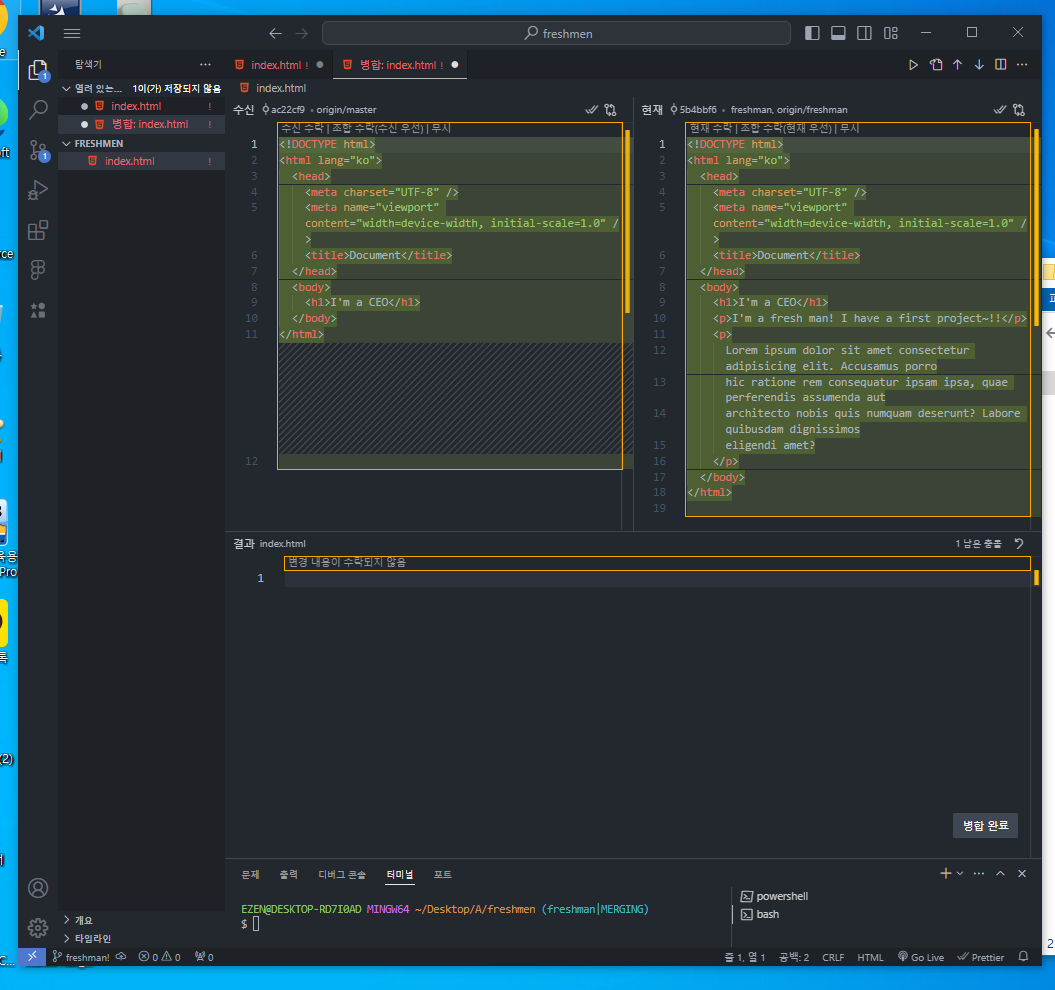 freshmen
탐색기
열려 있는... 1이(가) 저장되지 않음
index.html !
병합: index.html !
FRESHMEN
index.html !
index.html !
병합: index.html !
index.html
수신 ac22cf9 • origin/master
수신 수락 | 조합 수락(수신 우선) | 무시
1 <!DOCTYPE html>
2 <html lang="ko">
3 <head>
4 <meta charset="UTF-8" />
5 <meta name="viewport"
content="width=device-width, initial-scale=1.0" /
>
6 <title>Document</title>
7 </head>
8 <body>
9 <h1>I'm a CEO</h1>
10 </body>
11 </html>
12
현재 5b4bbf6 • freshman, origin/freshman
현재 수락 | 조합 수락(현재 우선) | 무시
1 <!DOCTYPE html>
2 <html lang="ko">
3 <head>
4 <meta charset="UTF-8" />
5 <meta name="viewport"
content="width=device-width, initial-scale=1.0" /
>
6 <title>Document</title>
7 </head>
8 <body>
9 <h1>I'm a CEO</h1>
10 <p>I'm a fresh man! I have a first project~!!</p>
11 <p>
12 Lorem ipsum dolor sit amet consectetur
adipisicing elit. Accusamus porro
13 hic ratione rem consequatur ipsam ipsa, quae
perferendis assumenda aut
14 architecto nobis quis numquam deserunt? Labore
quibusdam dignissimos
15 eligendi amet?
16 </p>
17 </body>
18 </html>
19
결과 index.html
1 남은 충돌
변경 내용이 수락되지 않음
1
병합 완료
문제 출력 디버그 콘솔 터미널 포트
EZEN@DESKTOP-RD7I0AD MINGW64 ~/Desktop/A/freshmen (freshman|MERGING)
$
powershell
bash
개요
타임라인
freshman! 0 0 0
줄 1, 열 1 공백: 2 CRLF HTML Go Live Prettier